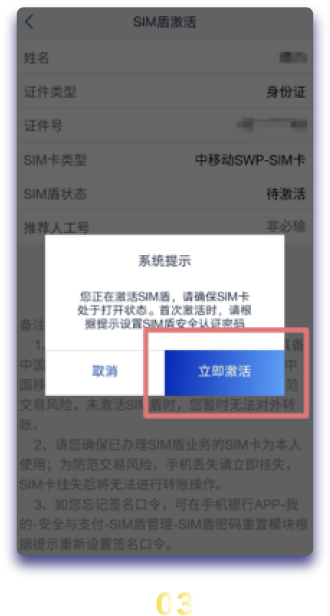 SIM盾激活
姓名
证件类型 身份证
证件号
SIM卡类型 中移动SWP-SIM卡
SIM盾状态 待激活
推荐人工号 非必输
系统提示
您正在激活SIM盾，请确保SIM卡
处于打开状态。首次激活时，请根
据提示设置SIM盾安全认证密码
取消 立即激活
备注
1、 具备
中国 中
国移 范
交易风险，未激活SIM盾时，您暂时无法对外转
账。
2、请您确保已办理SIM盾业务的SIM卡为本人
使用；为防范交易风险，手机丢失请立即挂失，
SIM卡挂失后将无法进行转账操作。
3、如您忘记签名口令，可在手机银行APP-我
的-安全与支付-SIM盾管理-SIM盾密码重置模块根
据提示重新设置签名口令。
03